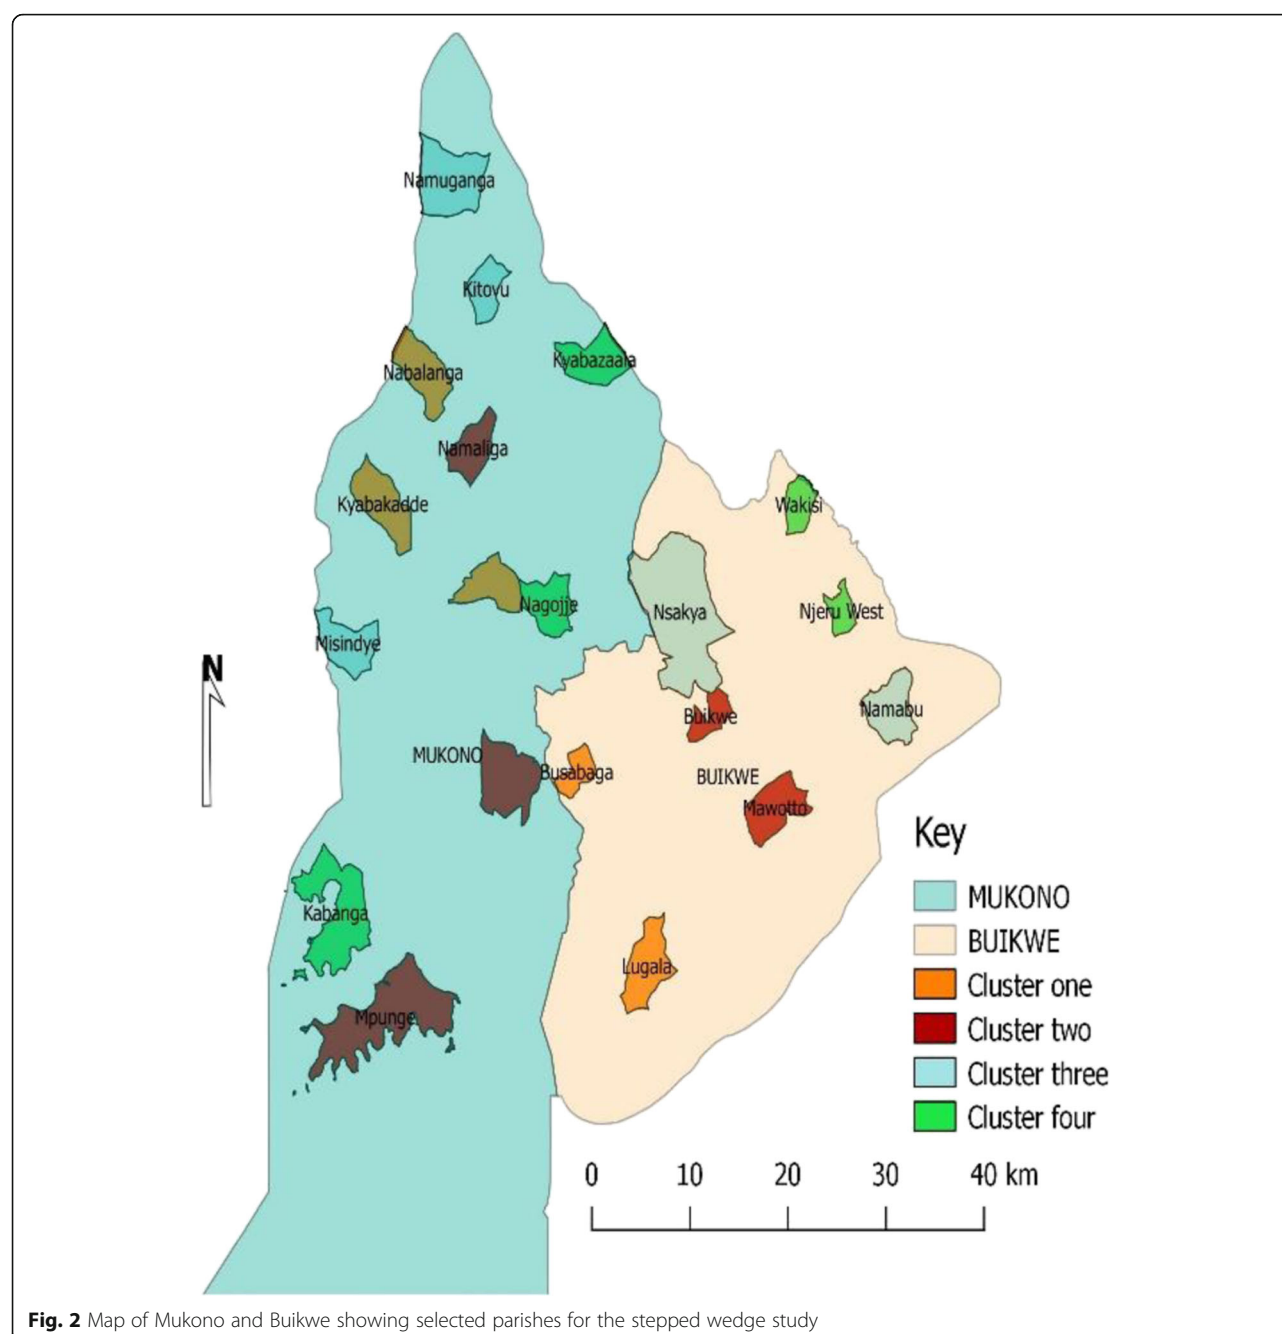 Namuganga
Kitovu
Kyabazaala
Nabalanga
Namaliga
Kyabakadde
Wakisi
Nagojje
Nsakya
Njeru West
Misindye
N
Namabu
Buikwe
MUKONO
Busabaga
BUIKWE
Mawotto
Key
MUKONO
BUIKWE
Cluster one
Cluster two
Cluster three
Cluster four
Kabanga
Lugala
Mpunge
0 10 20 30 40 km
Fig. 2 Map of Mukono and Buikwe showing selected parishes for the stepped wedge study